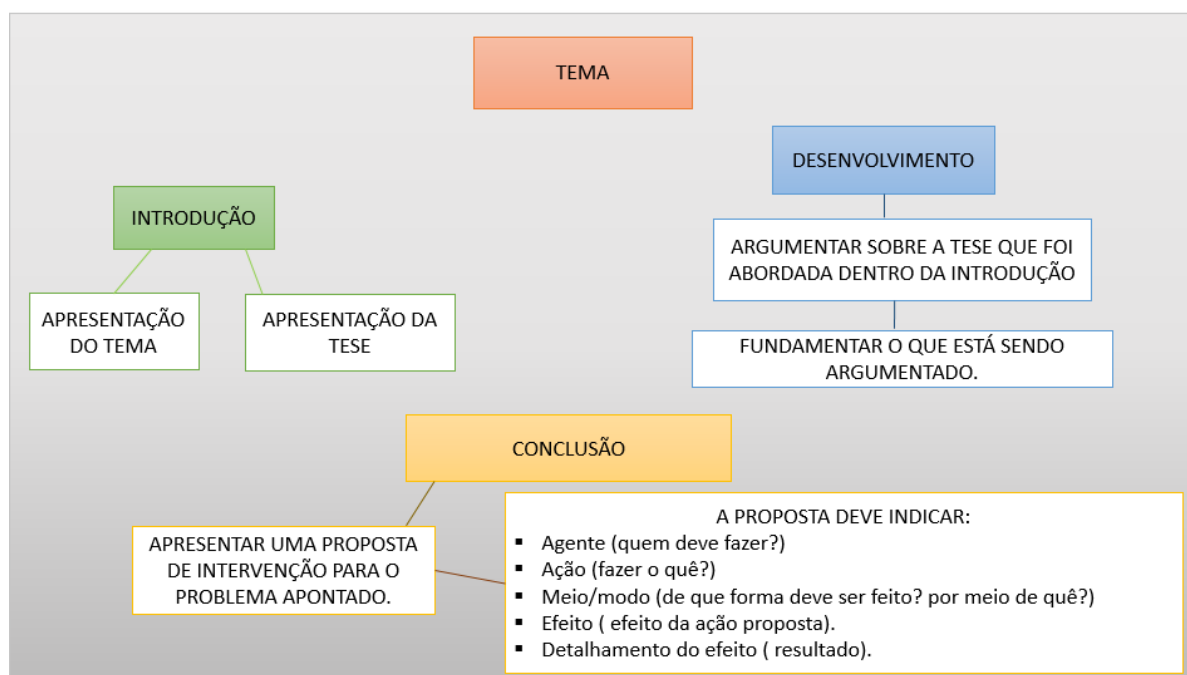 TEMA
INTRODUÇÃO
APRESENTAÇÃO
DO TEMA
APRESENTAÇÃO DA
TESE
DESENVOLVIMENTO
ARGUMENTAR SOBRE A TESE QUE FOI
ABORDADA DENTRO DA INTRODUÇÃO
FUNDAMENTAR O QUE ESTÁ SENDO
ARGUMENTADO.
CONCLUSÃO
APRESENTAR UMA PROPOSTA
DE INTERVENÇÃO PARA O
PROBLEMA APONTADO.
A PROPOSTA DEVE INDICAR:
▪ Agente (quem deve fazer?)
▪ Ação (fazer o quê?)
▪ Meio/modo (de que forma deve ser feito? por meio de quê?)
▪ Efeito ( efeito da ação proposta).
▪ Detalhamento do efeito ( resultado).